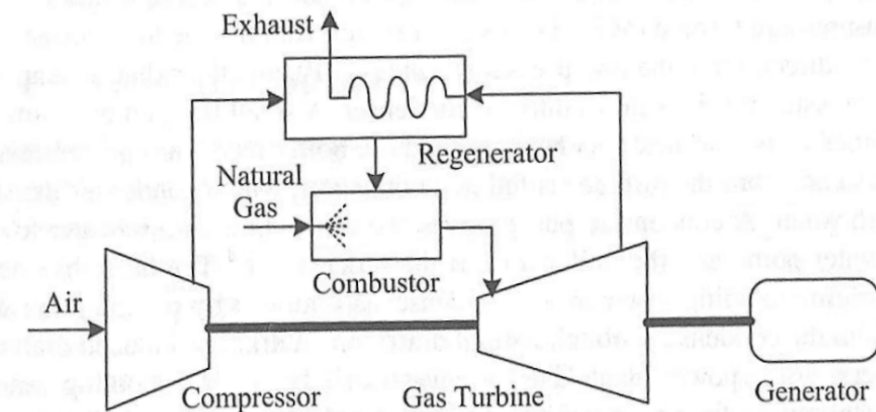 Exhaust
Regenerator
Natural
Gas
Combustor
Air
Compressor
Gas Turbine
Generator